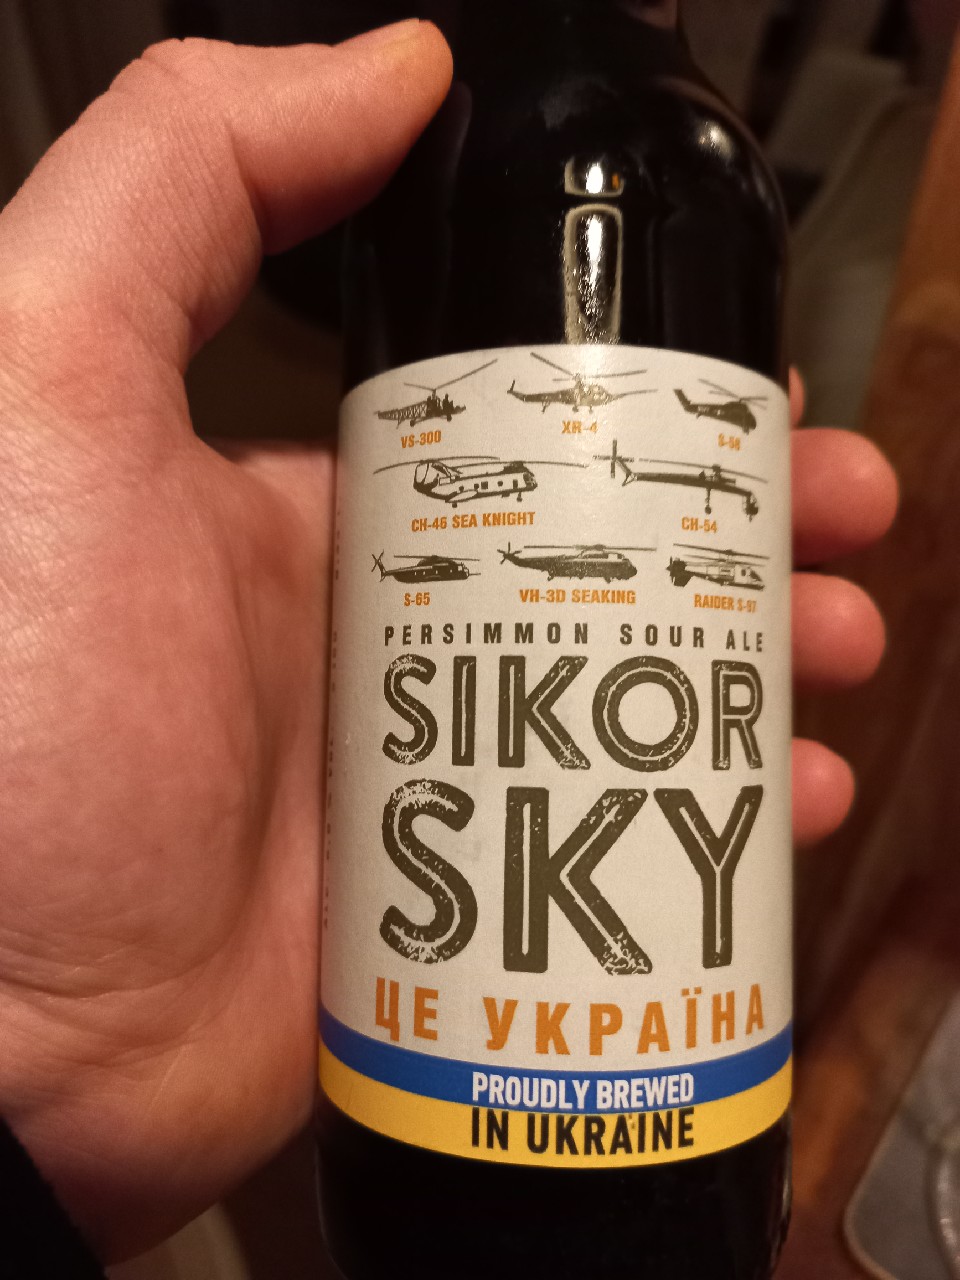 VS-300
XR-4
S-58
CH-46 SEA KNIGHT
CH-54
S-65
VH-3D SEAKING
RAIDER S-97
PERSIMMON SOUR ALE
SIKOR
SKY
ЦЕ УКРАЇНА
PROUDLY BREWED
IN UKRAINE